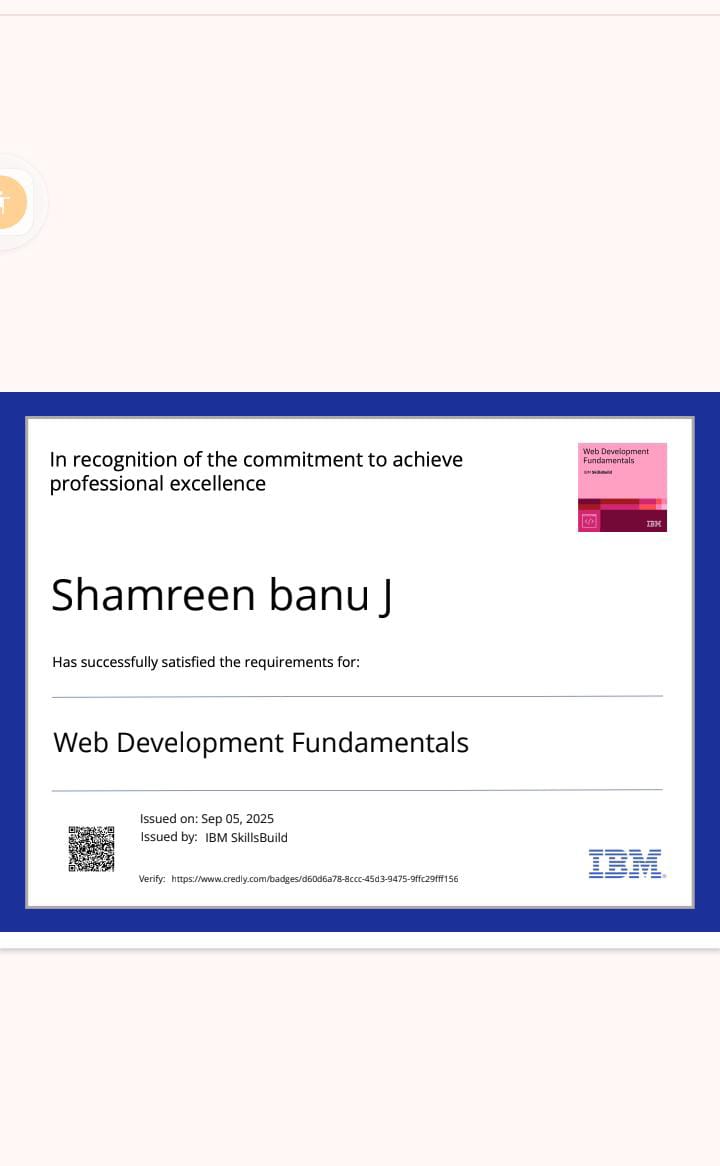 In recognition of the commitment to achieve
professional excellence
Web Development
Fundamentals
IBM SkillsBuild
</>
IBM
Shamreen banu J
Has successfully satisfied the requirements for:
Web Development Fundamentals
Issued on: Sep 05, 2025
Issued by: IBM SkillsBuild
Verify: https://www.credly.com/badges/d60d6a78-8ccc-45d3-9475-9ffc29fff156
IBM®